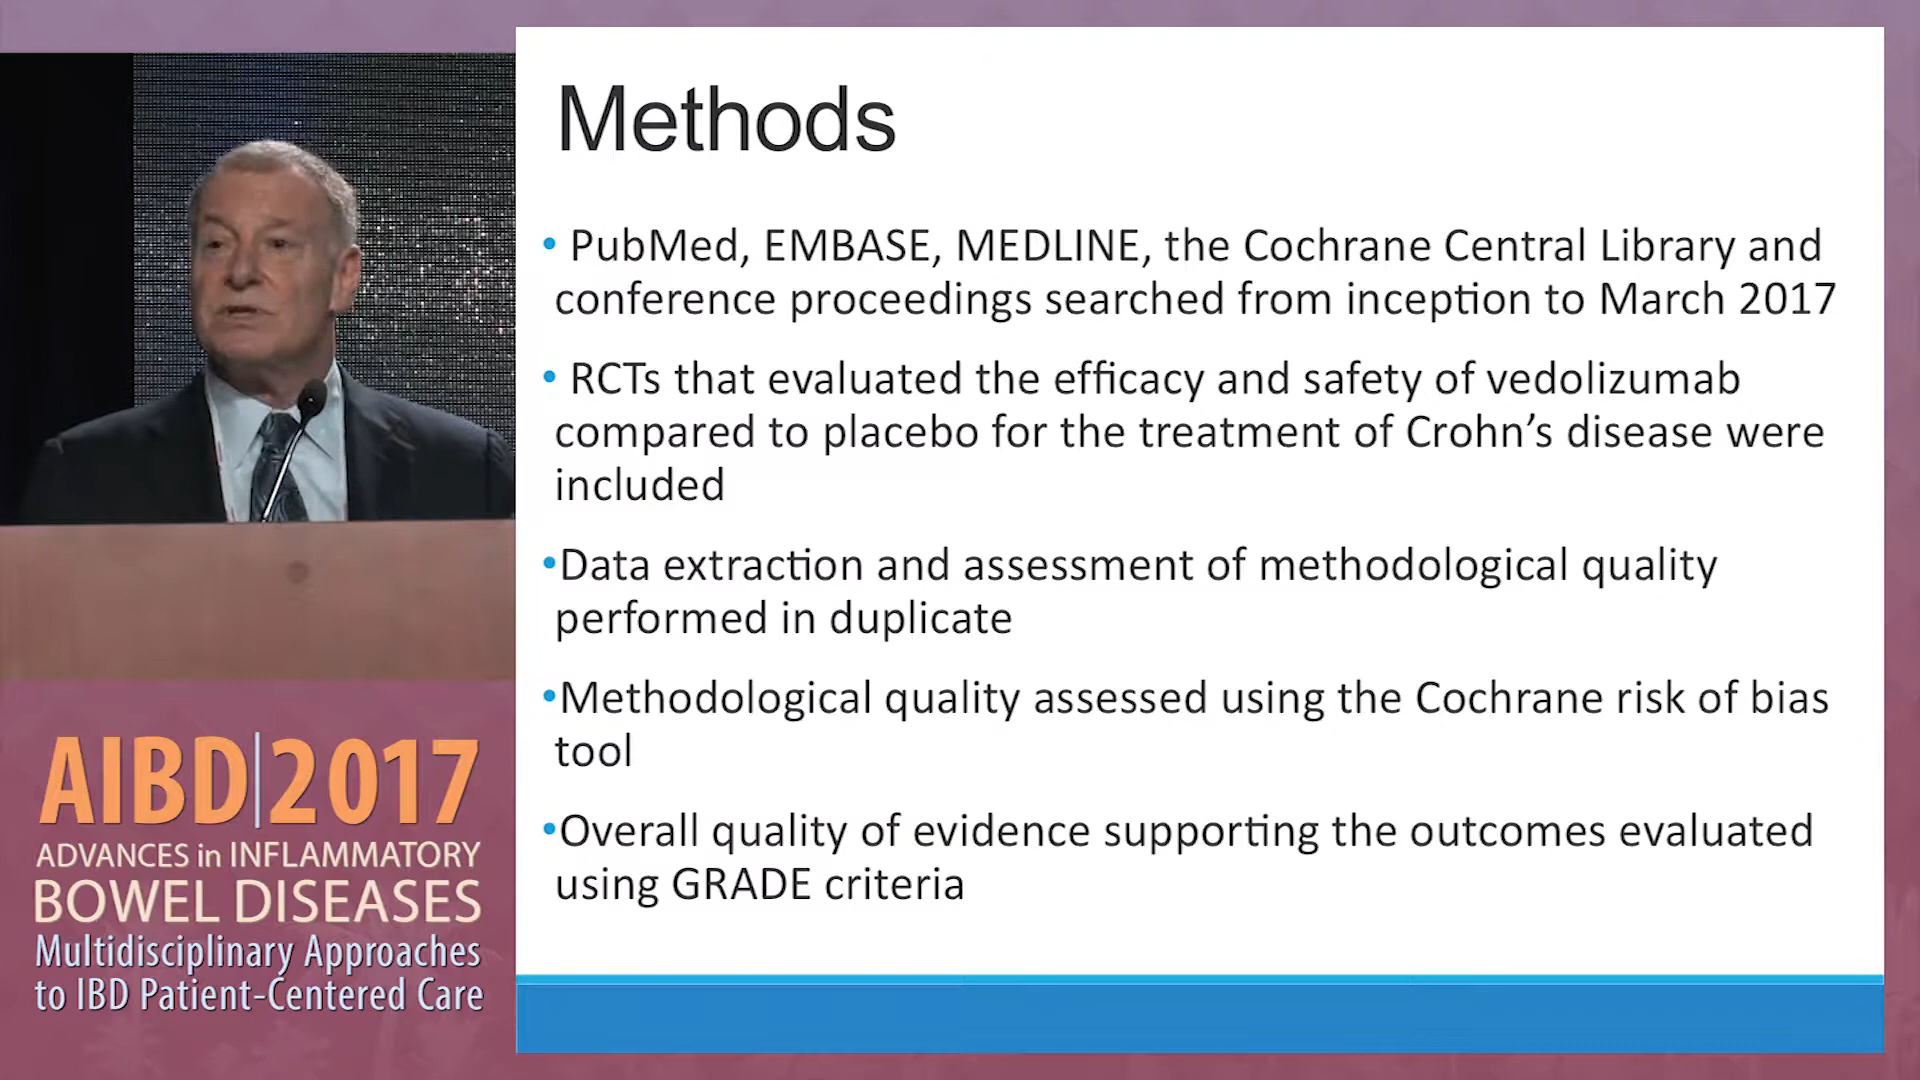 Methods
• PubMed, EMBASE, MEDLINE, the Cochrane Central Library and
conference proceedings searched from inception to March 2017
• RCTs that evaluated the efficacy and safety of vedolizumab
compared to placebo for the treatment of Crohn’s disease were
included
•Data extraction and assessment of methodological quality
performed in duplicate
•Methodological quality assessed using the Cochrane risk of bias
tool
•Overall quality of evidence supporting the outcomes evaluated
using GRADE criteria
AIBD|2017
ADVANCES in INFLAMMATORY
BOWEL DISEASES
Multidisciplinary Approaches
to IBD Patient-Centered Care